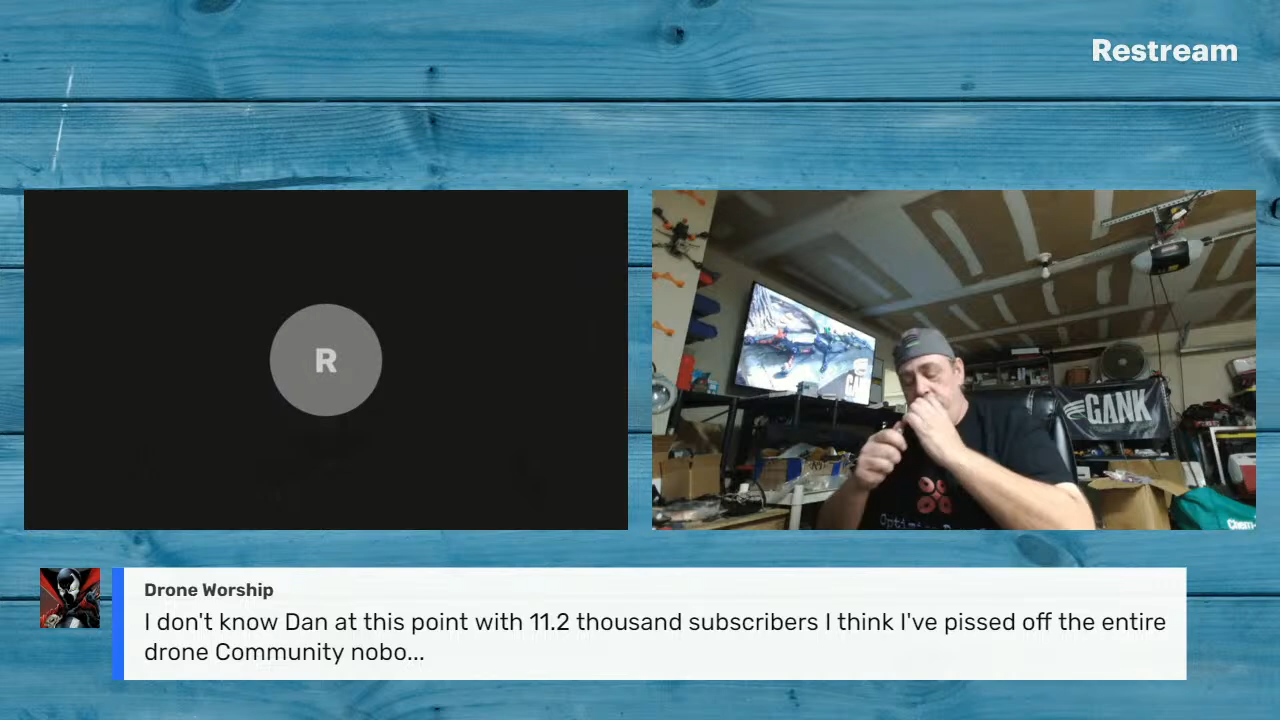 Restream
R
GANK
Drone Worship
I don't know Dan at this point with 11.2 thousand subscribers I think I've pissed off the entire
drone Community nobo...